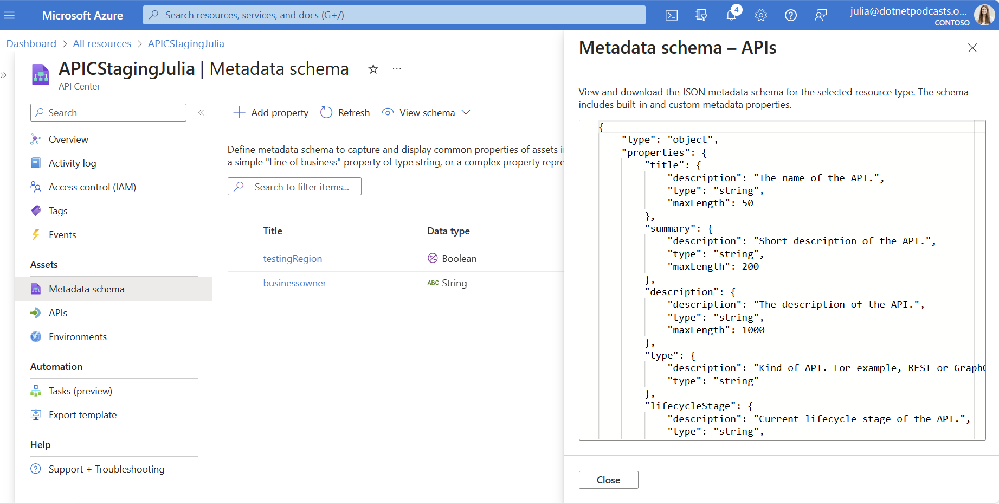 Microsoft Azure
Search resources, services, and docs (G+/)
4
julia@dotnetpodcasts.o...
CONTOSO
Dashboard > All resources > APICStagingJulia
APICStagingJulia | Metadata schema
...
API Center
Search
Add property
Refresh
View schema
Overview
Activity log
Access control (IAM)
Tags
Events
Assets
Metadata schema
APIs
Environments
Automation
Tasks (preview)
Export template
Help
Support + Troubleshooting
Define metadata schema to capture and display common properties of assets i
a simple "Line of business" property of type string, or a complex property repre
Search to filter items...
Title Data type
testingRegion Boolean
businessowner ABC String
Metadata schema – APIs
View and download the JSON metadata schema for the selected resource type. The schema
includes built-in and custom metadata properties.
{
"type": "object",
"properties": {
"title": {
"description": "The name of the API.",
"type": "string",
"maxLength": 50
},
"summary": {
"description": "Short description of the API.",
"type": "string",
"maxLength": 200
},
"description": {
"description": "The description of the API.",
"type": "string",
"maxLength": 1000
},
"type": {
"description": "Kind of API. For example, REST or Graph
"type": "string"
},
"lifecycleStage": {
"description": "Current lifecycle stage of the API.",
"type": "string",
Close